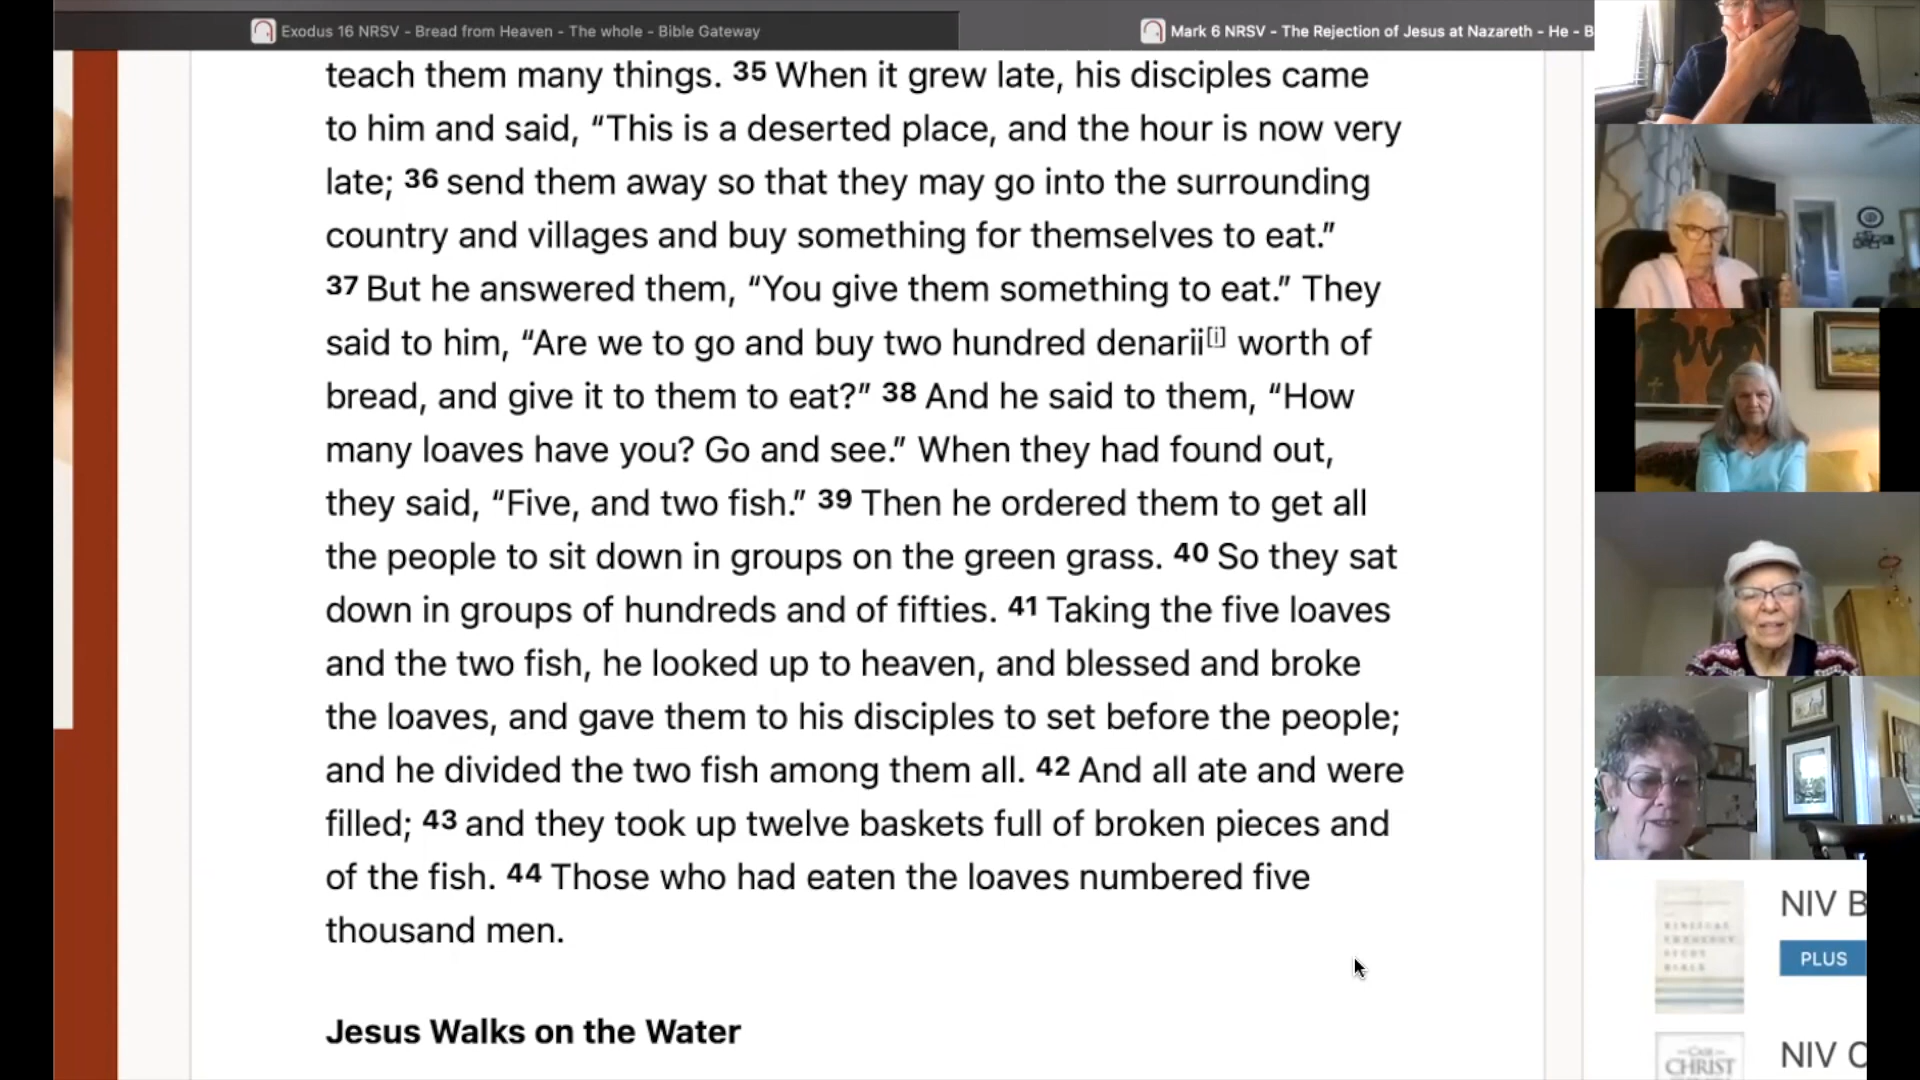 Exodus 16 NRSV - Bread from Heaven - The whole - Bible Gateway
Mark 6 NRSV - The Rejection of Jesus at Nazareth - He - B
teach them many things. 35 When it grew late, his disciples came
to him and said, “This is a deserted place, and the hour is now very
late; 36 send them away so that they may go into the surrounding
country and villages and buy something for themselves to eat.”
37 But he answered them, “You give them something to eat.” They
said to him, “Are we to go and buy two hundred denarii[i] worth of
bread, and give it to them to eat?” 38 And he said to them, “How
many loaves have you? Go and see.” When they had found out,
they said, “Five, and two fish.” 39 Then he ordered them to get all
the people to sit down in groups on the green grass. 40 So they sat
down in groups of hundreds and of fifties. 41 Taking the five loaves
and the two fish, he looked up to heaven, and blessed and broke
the loaves, and gave them to his disciples to set before the people;
and he divided the two fish among them all. 42 And all ate and were
filled; 43 and they took up twelve baskets full of broken pieces and
of the fish. 44 Those who had eaten the loaves numbered five
thousand men.
Jesus Walks on the Water
NIV B
PLUS
BIBLICAL
THEOLOGY
STUDY
BIBLE
NIV C
CASE
CHRIST